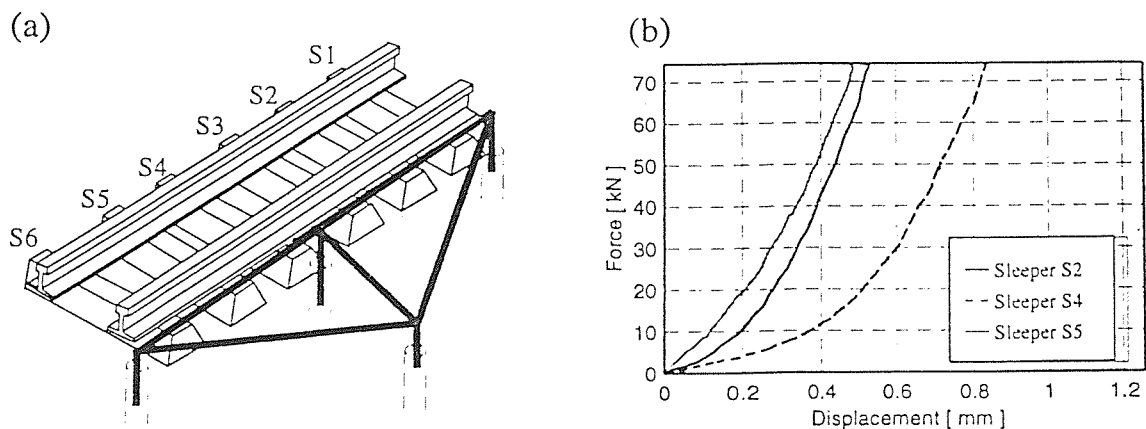 (a)
S1
S2
S3
S4
S5
S6
(b)
Force [ kN ]
70
60
50
40
30
20
10
0
0 0.2 0.4 0.6 0.8 1 1.2
Displacement [ mm ]
Sleeper S2
Sleeper S4
Sleeper S5